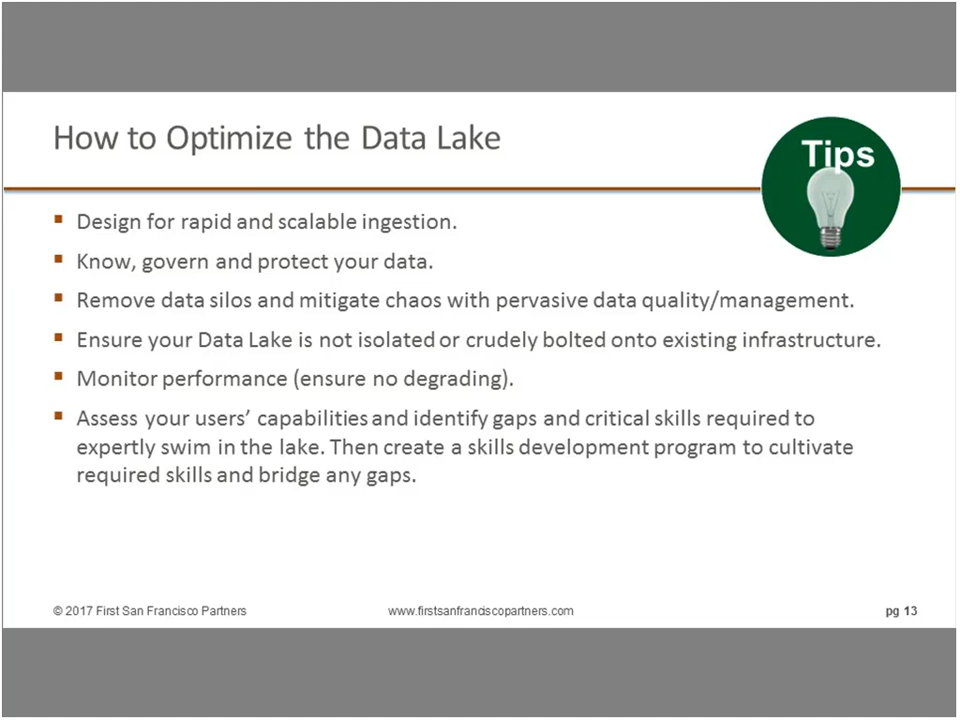 How to Optimize the Data Lake
Tips
▪ Design for rapid and scalable ingestion.
▪ Know, govern and protect your data.
▪ Remove data silos and mitigate chaos with pervasive data quality/management.
▪ Ensure your Data Lake is not isolated or crudely bolted onto existing infrastructure.
▪ Monitor performance (ensure no degrading).
▪ Assess your users’ capabilities and identify gaps and critical skills required to
expertly swim in the lake. Then create a skills development program to cultivate
required skills and bridge any gaps.
© 2017 First San Francisco Partners
www.firstsanfranciscopartners.com
pg 13